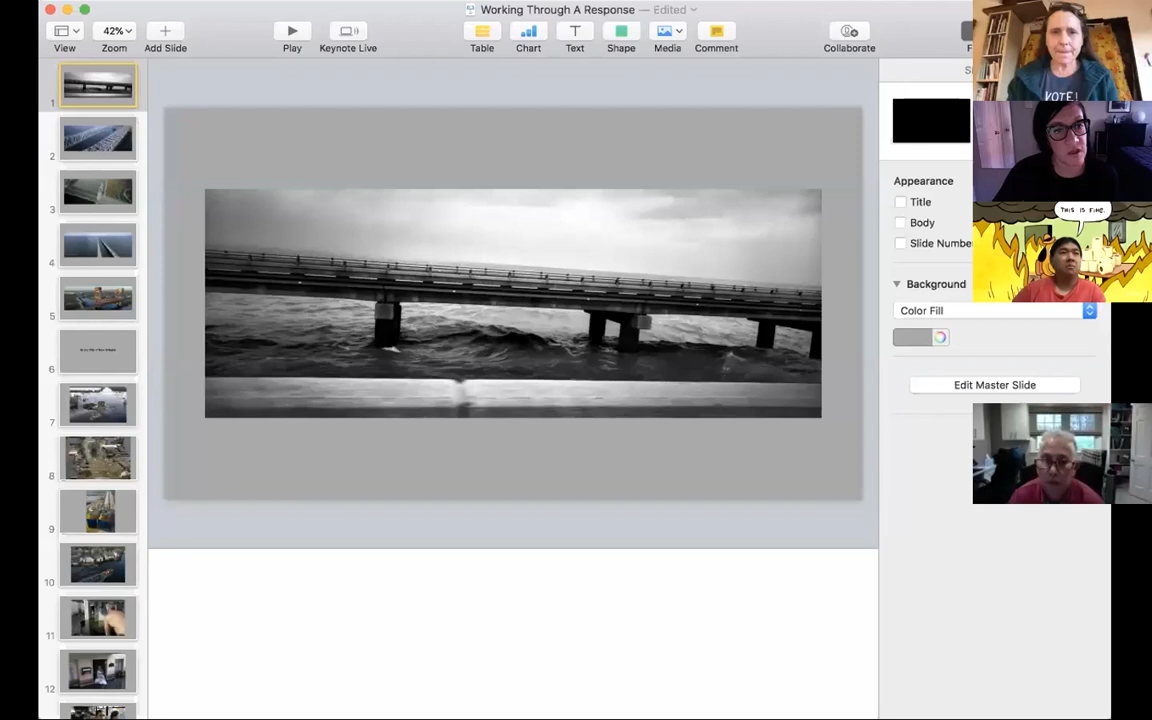 Working Through A Response — Edited
42%
View
Zoom
Add Slide
Play
Keynote Live
Table
Chart
Text
Shape
Media
Comment
Collaborate
1
2
3
4
5
6
7
8
9
10
11
12
Appearance
Title
Body
Slide Numbe
Background
Color Fill
Edit Master Slide
VOTE!
THIS IS FINE.